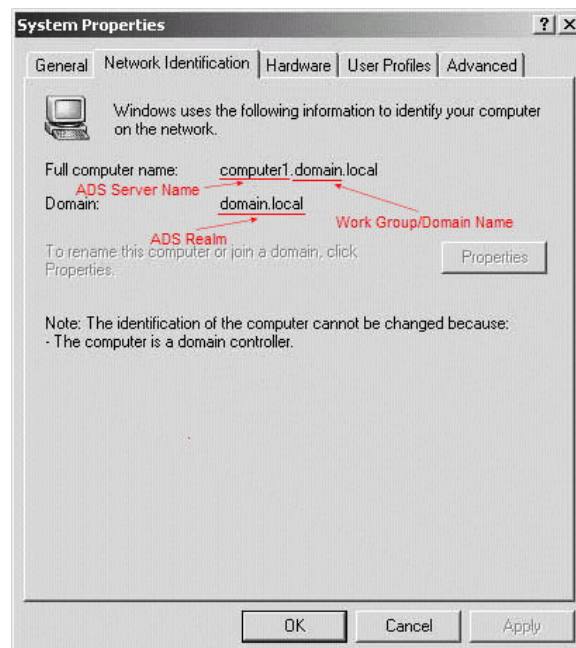 System Properties
? ×
General Network Identification Hardware User Profiles Advanced
Windows uses the following information to identify your computer
on the network.
Full computer name: computer1.domain.local
ADS Server Name
Domain: domain.local
Work Group/Domain Name
ADS Realm
To rename this computer or join a domain, click
Properties.
Properties
Note: The identification of the computer cannot be changed because:
- The computer is a domain controller.
OK Cancel Apply